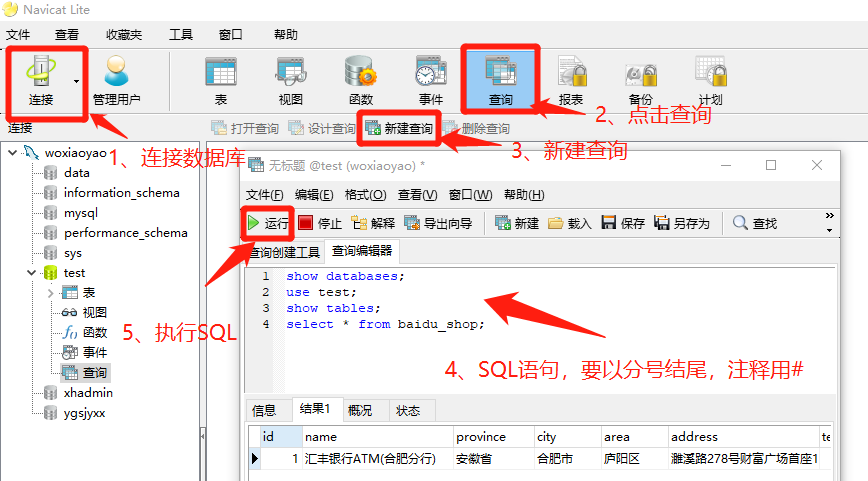 Navicat Lite
文件 查看 收藏夹 工具 窗口 帮助
连接 管理用户 表 视图 函数 事件 查询 报表 备份 计划
2、点击查询
连接 打开查询 设计查询 新建查询 删除查询
1、连接数据库
3、新建查询
woxiaoyao
data
information_schema
mysql
performance_schema
sys
test
表
视图
函数
事件
查询
xhadmin
ygsjyxx
无标题 @test (woxiaoyao) *
文件(F) 编辑(E) 格式(O) 查看(V) 窗口(W) 帮助(H)
运行 停止 解释 导出向导 新建 载入 保存 另存为 查找 »
查询创建工具 查询编辑器
1 show databases;
2 use test;
3 show tables;
4 select * from baidu_shop;
5、执行SQL
4、SQL语句，要以分号结尾，注释用#
信息 结果1 概况 状态
id name province city area address te
1 汇丰银行ATM(合肥分行) 安徽省 合肥市 庐阳区 濉溪路278号财富广场首座1